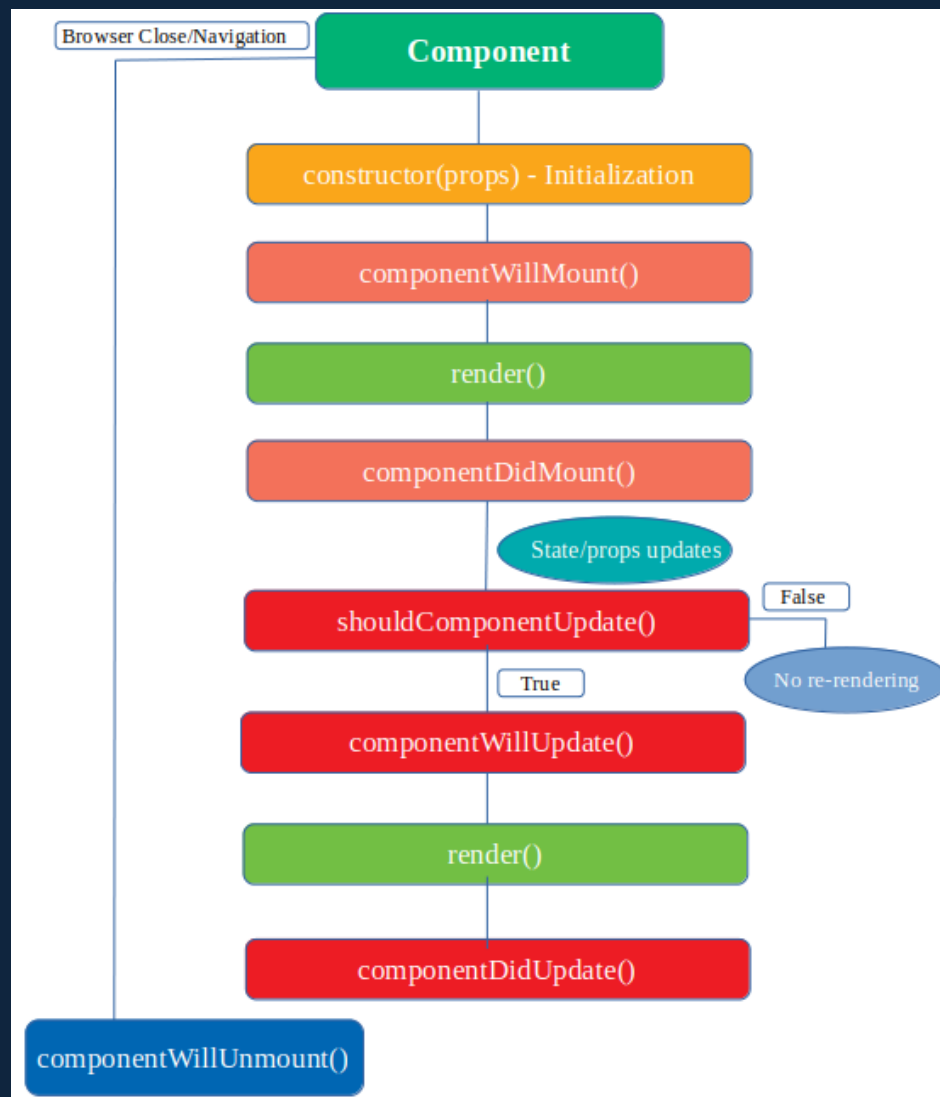 Browser Close/Navigation
Component
constructor(props) - Initialization
componentWillMount()
render()
componentDidMount()
State/props updates
False
shouldComponentUpdate()
No re-rendering
True
componentWillUpdate()
render()
componentDidUpdate()
componentWillUnmount()